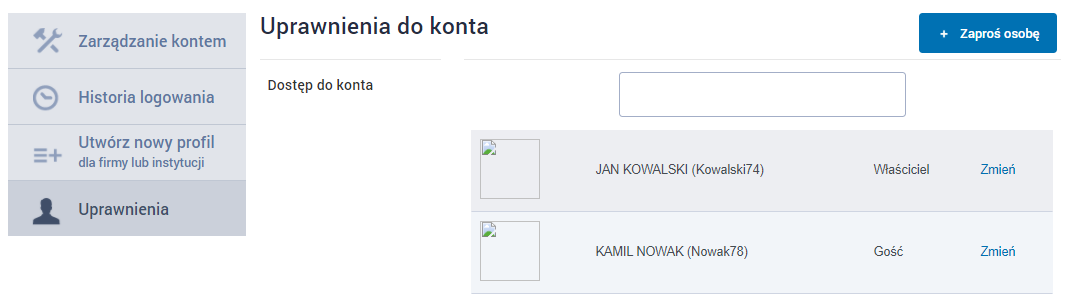 Zarządzanie kontem
Historia logowania
Utwórz nowy profil
dla firmy lub instytucji
Uprawnienia
Uprawnienia do konta
+ Zaproś osobę
Dostęp do konta
JAN KOWALSKI (Kowalski74) Właściciel Zmień
KAMIL NOWAK (Nowak78) Gość Zmień